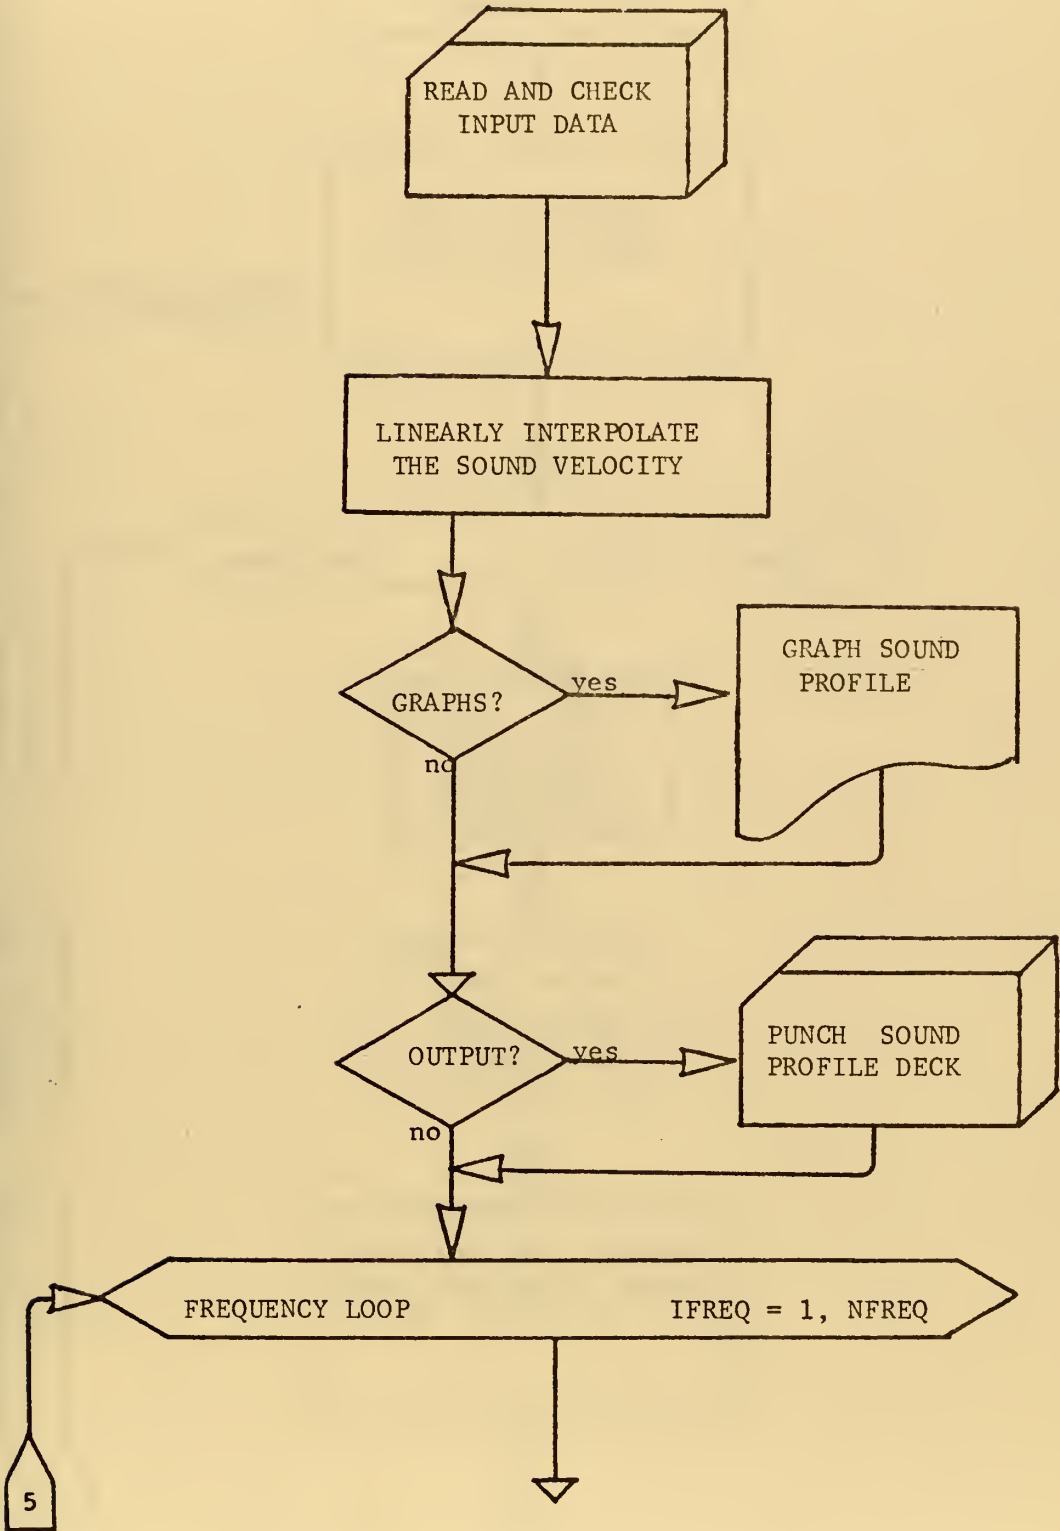 READ AND CHECK
INPUT DATA
LINEARLY INTERPOLATE
THE SOUND VELOCITY
GRAPHS?
yes
GRAPH SOUND
PROFILE
no
OUTPUT?
yes
PUNCH SOUND
PROFILE DECK
no
FREQUENCY LOOP IFREQ = 1, NFREQ
5